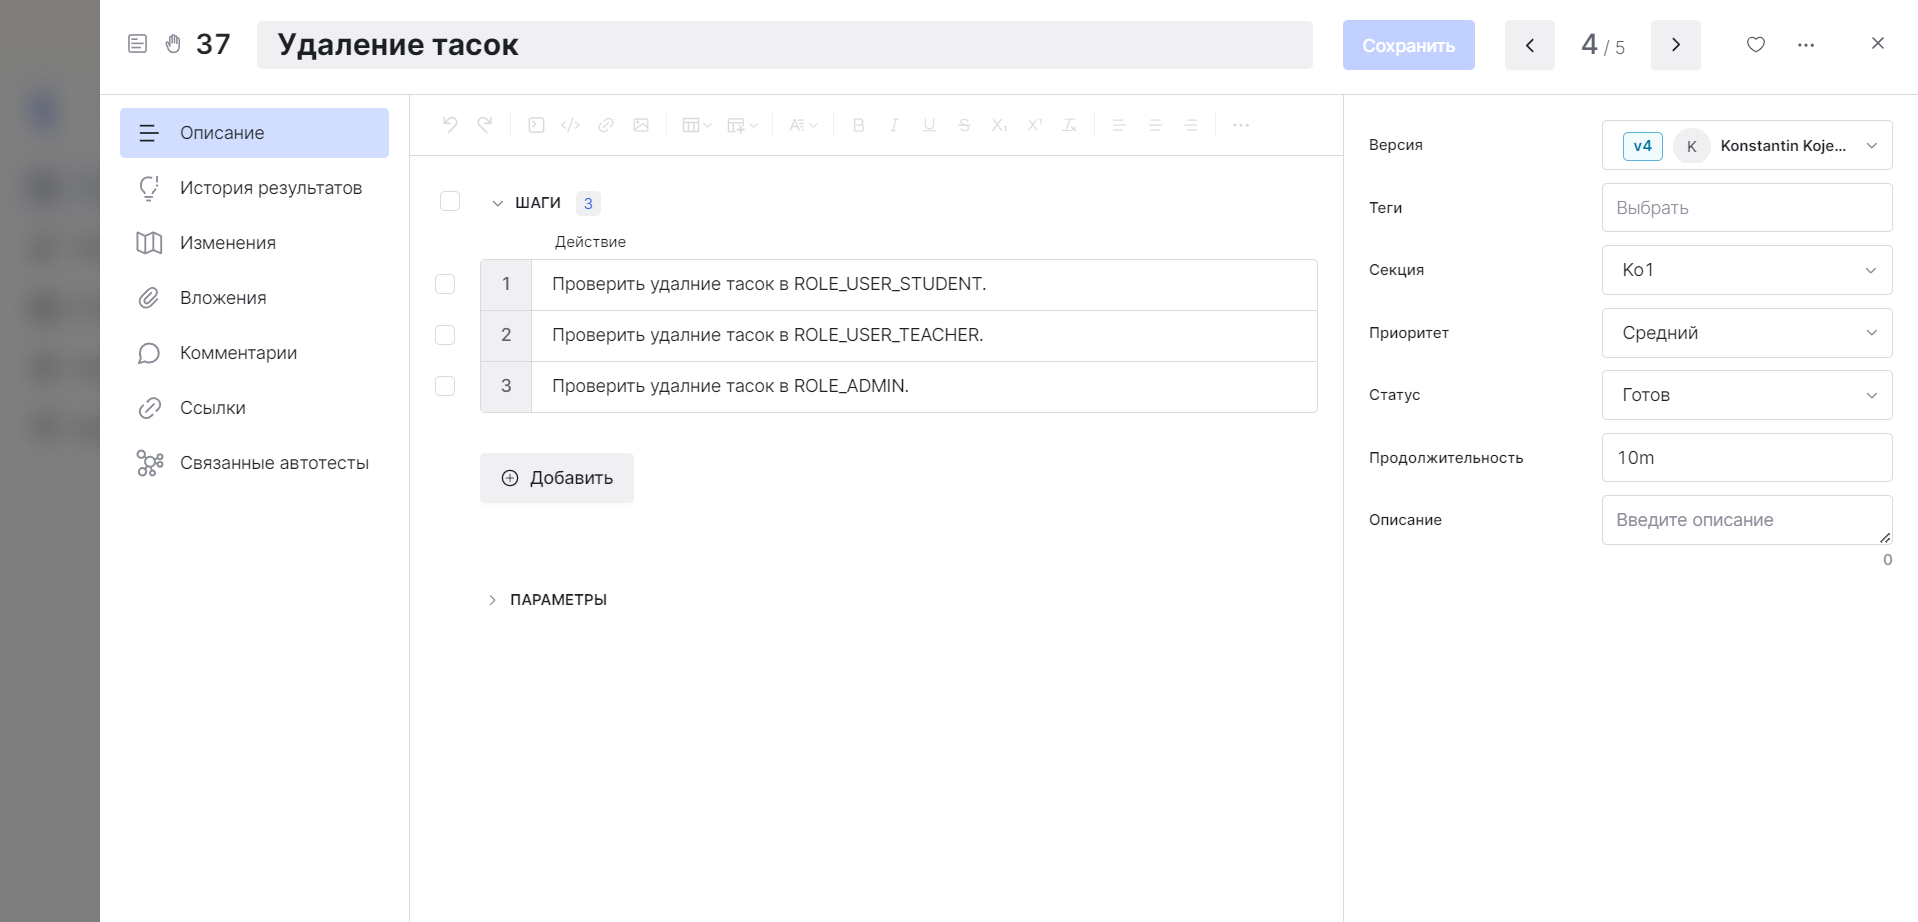 37 Удаление тасок Сохранить 4 / 5
Описание
История результатов
Изменения
Вложения
Комментарии
Ссылки
Связанные автотесты
ШАГИ 3
Действие
1 Проверить удалние тасок в ROLE_USER_STUDENT.
2 Проверить удалние тасок в ROLE_USER_TEACHER.
3 Проверить удалние тасок в ROLE_ADMIN.
Добавить
ПАРАМЕТРЫ
Версия v4 K Konstantin Koje...
Теги Выбрать
Секция Ko1
Приоритет Средний
Статус Готов
Продолжительность 10m
Описание Введите описание
0